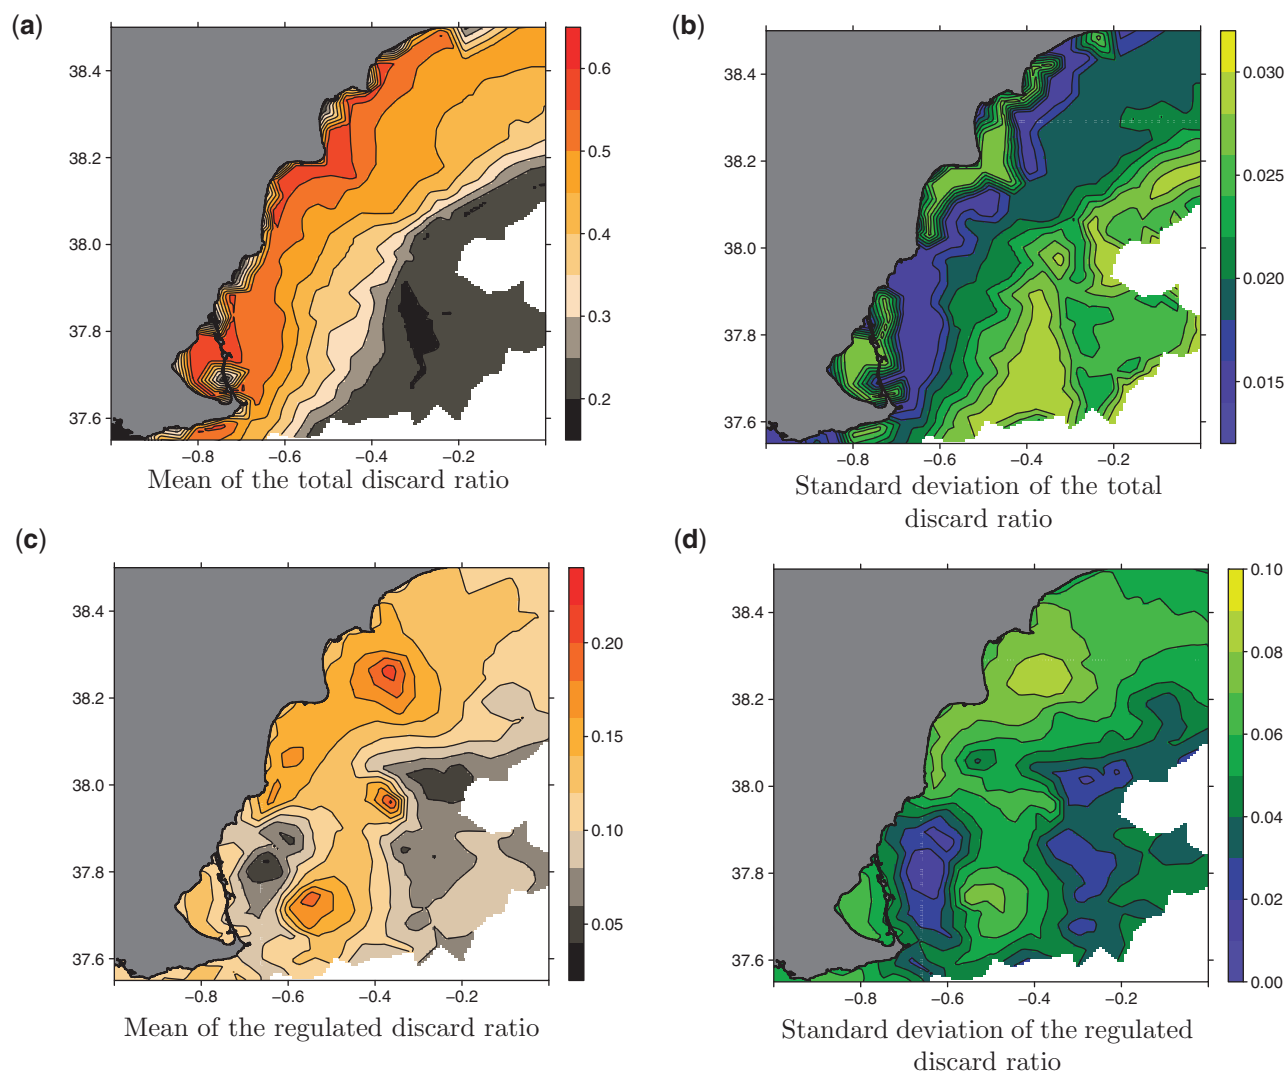 (a)
38.4
38.2
38.0
37.8
37.6
−0.8 −0.6 −0.4 −0.2
0.6
0.5
0.4
0.3
0.2
Mean of the total discard ratio
(b)
38.4
38.2
38.0
37.8
37.6
−0.8 −0.6 −0.4 −0.2
0.030
0.025
0.020
0.015
Standard deviation of the total
discard ratio
(c)
38.4
38.2
38.0
37.8
37.6
−0.8 −0.6 −0.4 −0.2
0.20
0.15
0.10
0.05
Mean of the regulated discard ratio
(d)
38.4
38.2
38.0
37.8
37.6
−0.8 −0.6 −0.4 −0.2
0.10
0.08
0.06
0.04
0.02
0.00
Standard deviation of the regulated
discard ratio